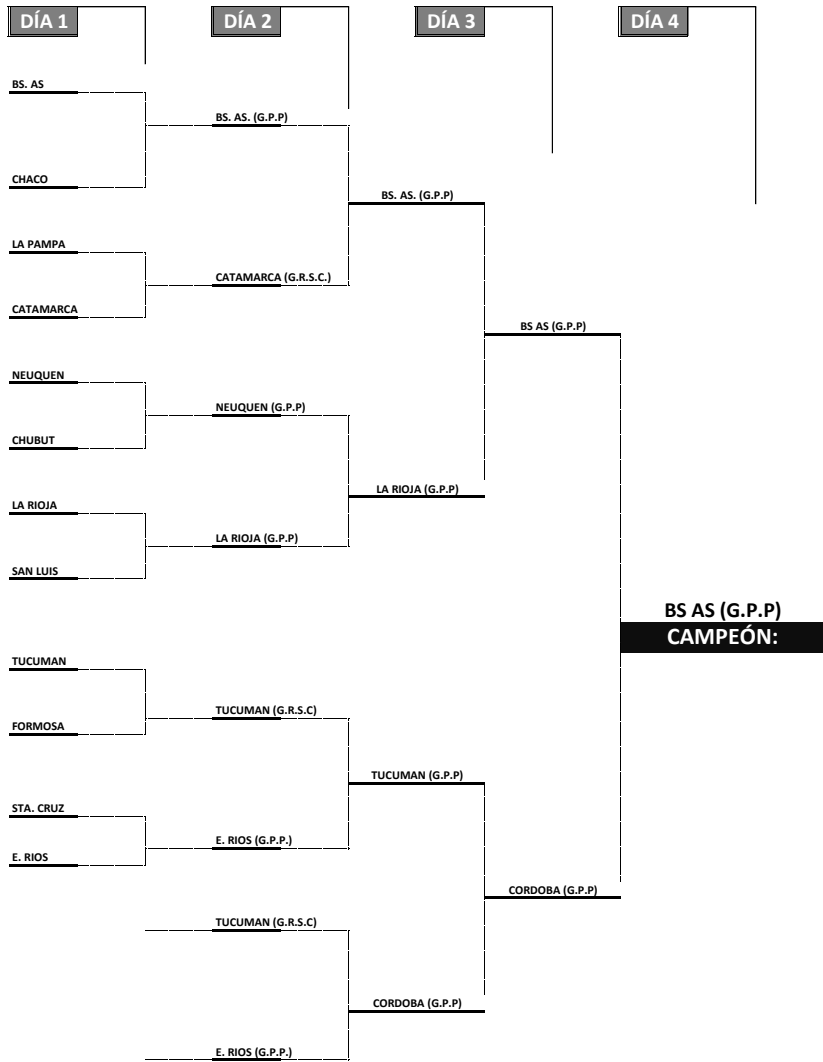 DÍA 1
DÍA 2
DÍA 3
DÍA 4
BS. AS
BS. AS. (G.P.P)
CHACO
BS. AS. (G.P.P)
LA PAMPA
CATAMARCA (G.R.S.C.)
CATAMARCA
BS AS (G.P.P)
NEUQUEN
NEUQUEN (G.P.P)
CHUBUT
LA RIOJA (G.P.P)
LA RIOJA
LA RIOJA (G.P.P)
SAN LUIS
BS AS (G.P.P)
CAMPEÓN:
TUCUMAN
TUCUMAN (G.R.S.C)
FORMOSA
TUCUMAN (G.P.P)
STA. CRUZ
E. RIOS (G.P.P.)
E. RIOS
CORDOBA (G.P.P)
TUCUMAN (G.R.S.C)
CORDOBA (G.P.P)
E. RIOS (G.P.P.)